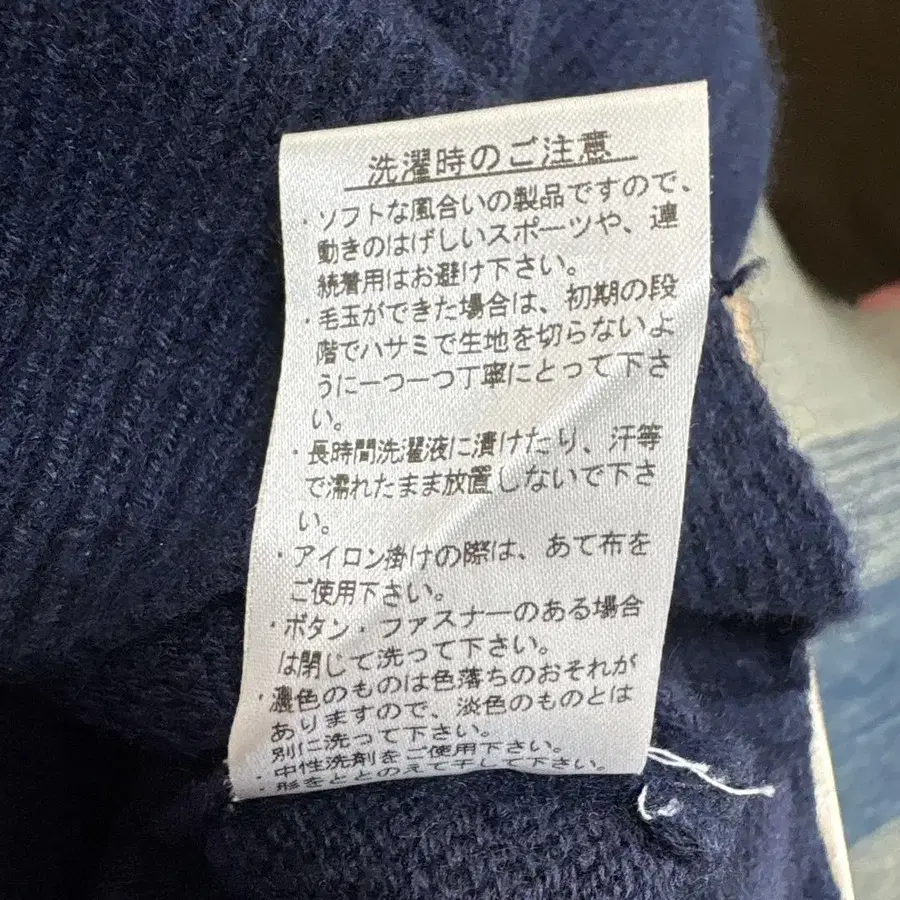 洗濯時のご注意
・ソフトな風合いの製品ですので、
動きのはげしいスポーツや、連
続着用はお避け下さい。
・毛玉ができた場合は、初期の段
階でハサミで生地を切らないよ
うに一つ一つ丁寧にとって下さ
い。
・長時間洗濯液に漬けたり、汗等
で濡れたまま放置しないで下さ
い。
・アイロン掛けの際は、あて布を
ご使用下さい。
・ボタン・ファスナーのある場合
は閉じて洗って下さい。
・濃色のものは色落ちのおそれが
ありますので、淡色のものとは
別に洗って下さい。
・中性洗剤をご使用下さい。
・形をととのえて干して下さい。